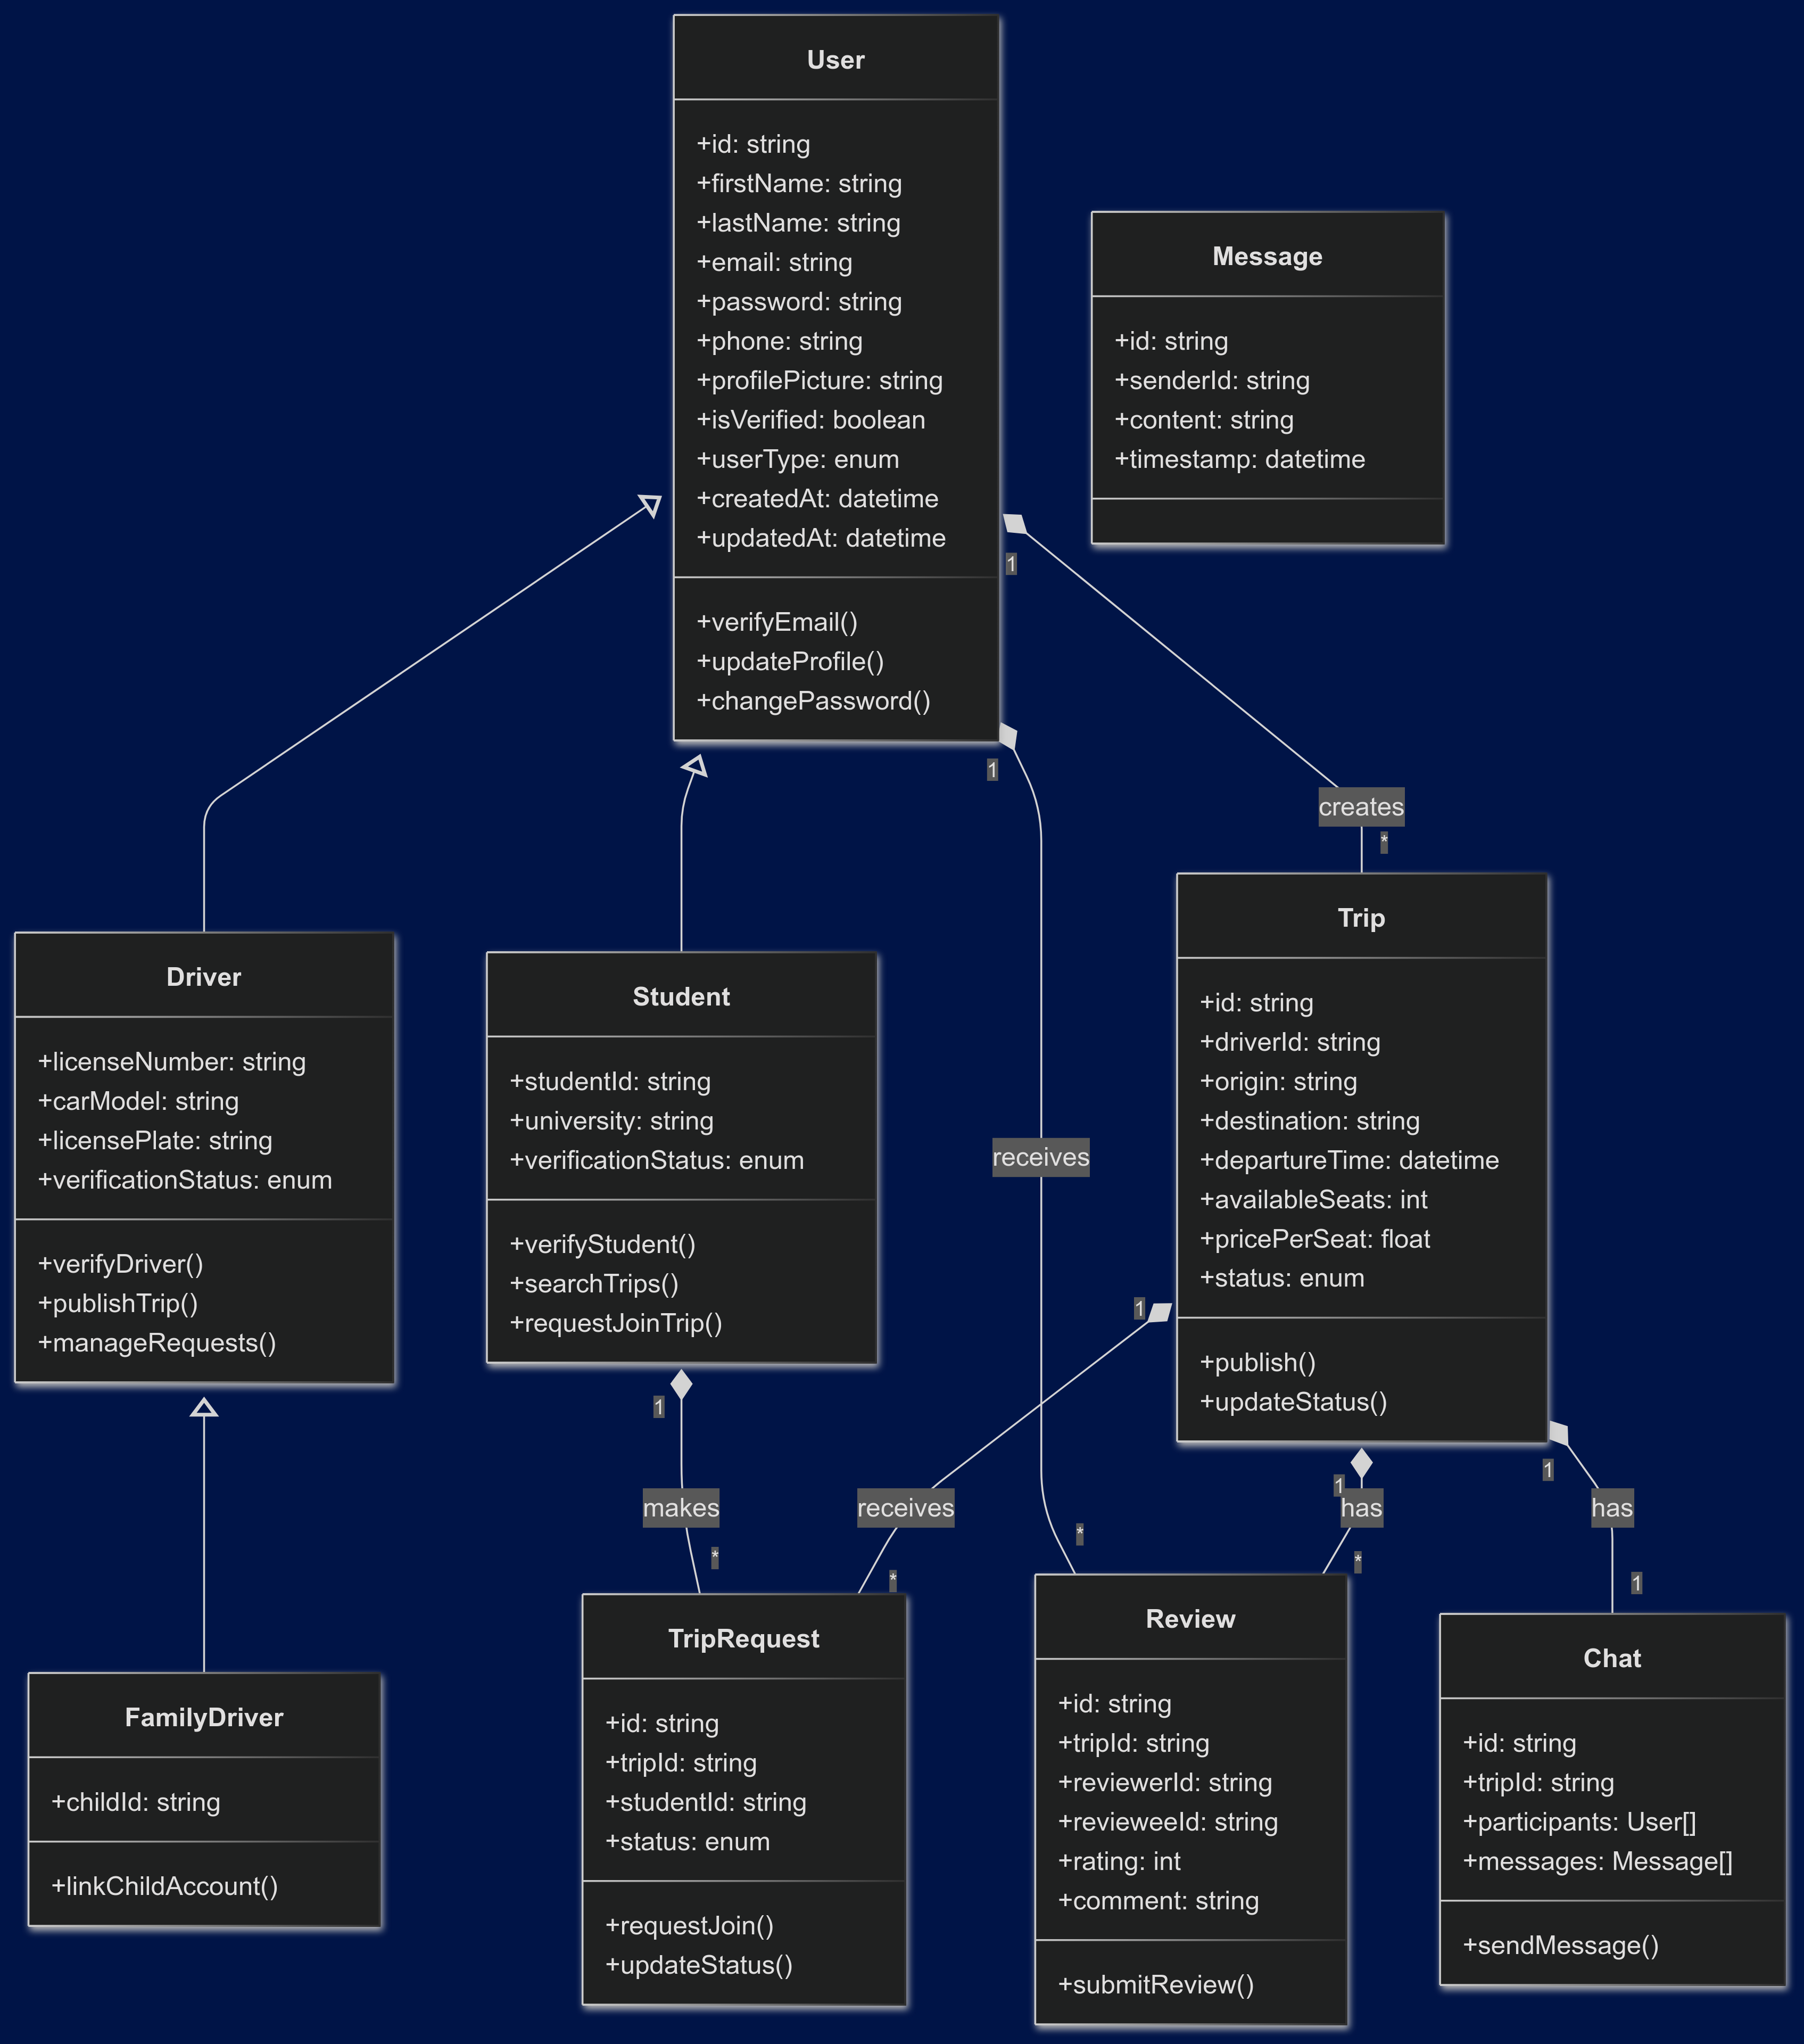 User
+id: string
+firstName: string
+lastName: string
+email: string
+password: string
+phone: string
+profilePicture: string
+isVerified: boolean
+userType: enum
+createdAt: datetime
+updatedAt: datetime
+verifyEmail()
+updateProfile()
+changePassword()
Message
+id: string
+senderId: string
+content: string
+timestamp: datetime
1
1
creates
*
Driver
+licenseNumber: string
+carModel: string
+licensePlate: string
+verificationStatus: enum
+verifyDriver()
+publishTrip()
+manageRequests()
Student
+studentId: string
+university: string
+verificationStatus: enum
+verifyStudent()
+searchTrips()
+requestJoinTrip()
receives
Trip
+id: string
+driverId: string
+origin: string
+destination: string
+departureTime: datetime
+availableSeats: int
+pricePerSeat: float
+status: enum
+publish()
+updateStatus()
1
1
1
1
makes
receives
has
has
*
*
*
*
1
FamilyDriver
+childId: string
+linkChildAccount()
TripRequest
+id: string
+tripId: string
+studentId: string
+status: enum
+requestJoin()
+updateStatus()
Review
+id: string
+tripId: string
+reviewerId: string
+revieweeId: string
+rating: int
+comment: string
+submitReview()
Chat
+id: string
+tripId: string
+participants: User[]
+messages: Message[]
+sendMessage()